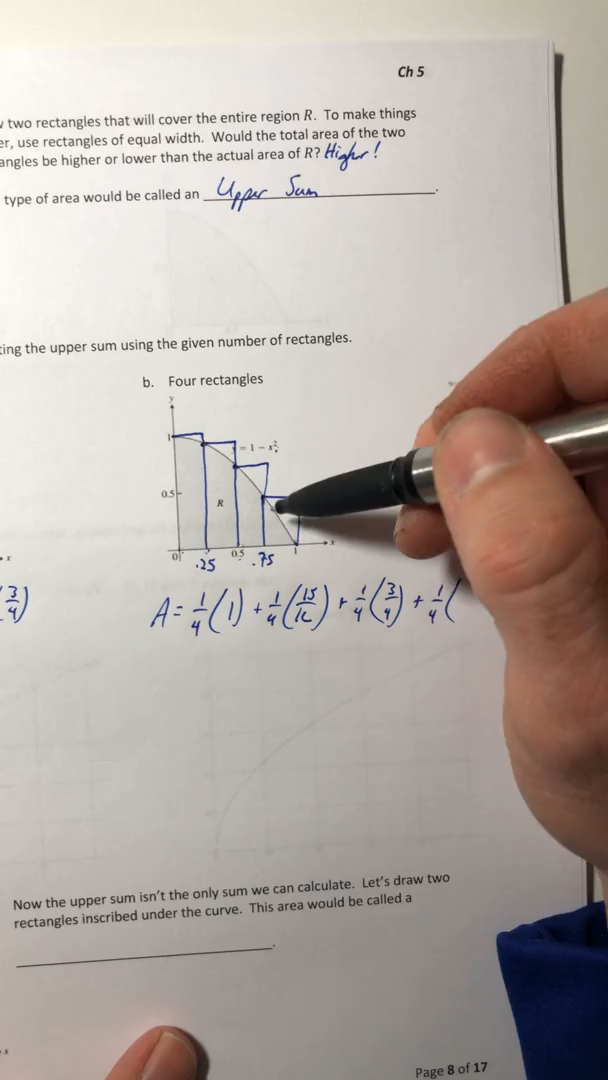 Ch 5
two rectangles that will cover the entire region R. To make things
er, use rectangles of equal width. Would the total area of the two
angles be higher or lower than the actual area of R? Higher!
type of area would be called an Upper Sum.
ting the upper sum using the given number of rectangles.
b. Four rectangles
y
1
= 1 − x²
0.5
R
x
0
.25
0.5
.75
1
x
3/4)
A = 1/4 (1) + 1/4 (15/16) + 1/4 (3/4) + 1/4 (
Now the upper sum isn't the only sum we can calculate. Let's draw two
rectangles inscribed under the curve. This area would be called a
.
x
Page 8 of 17